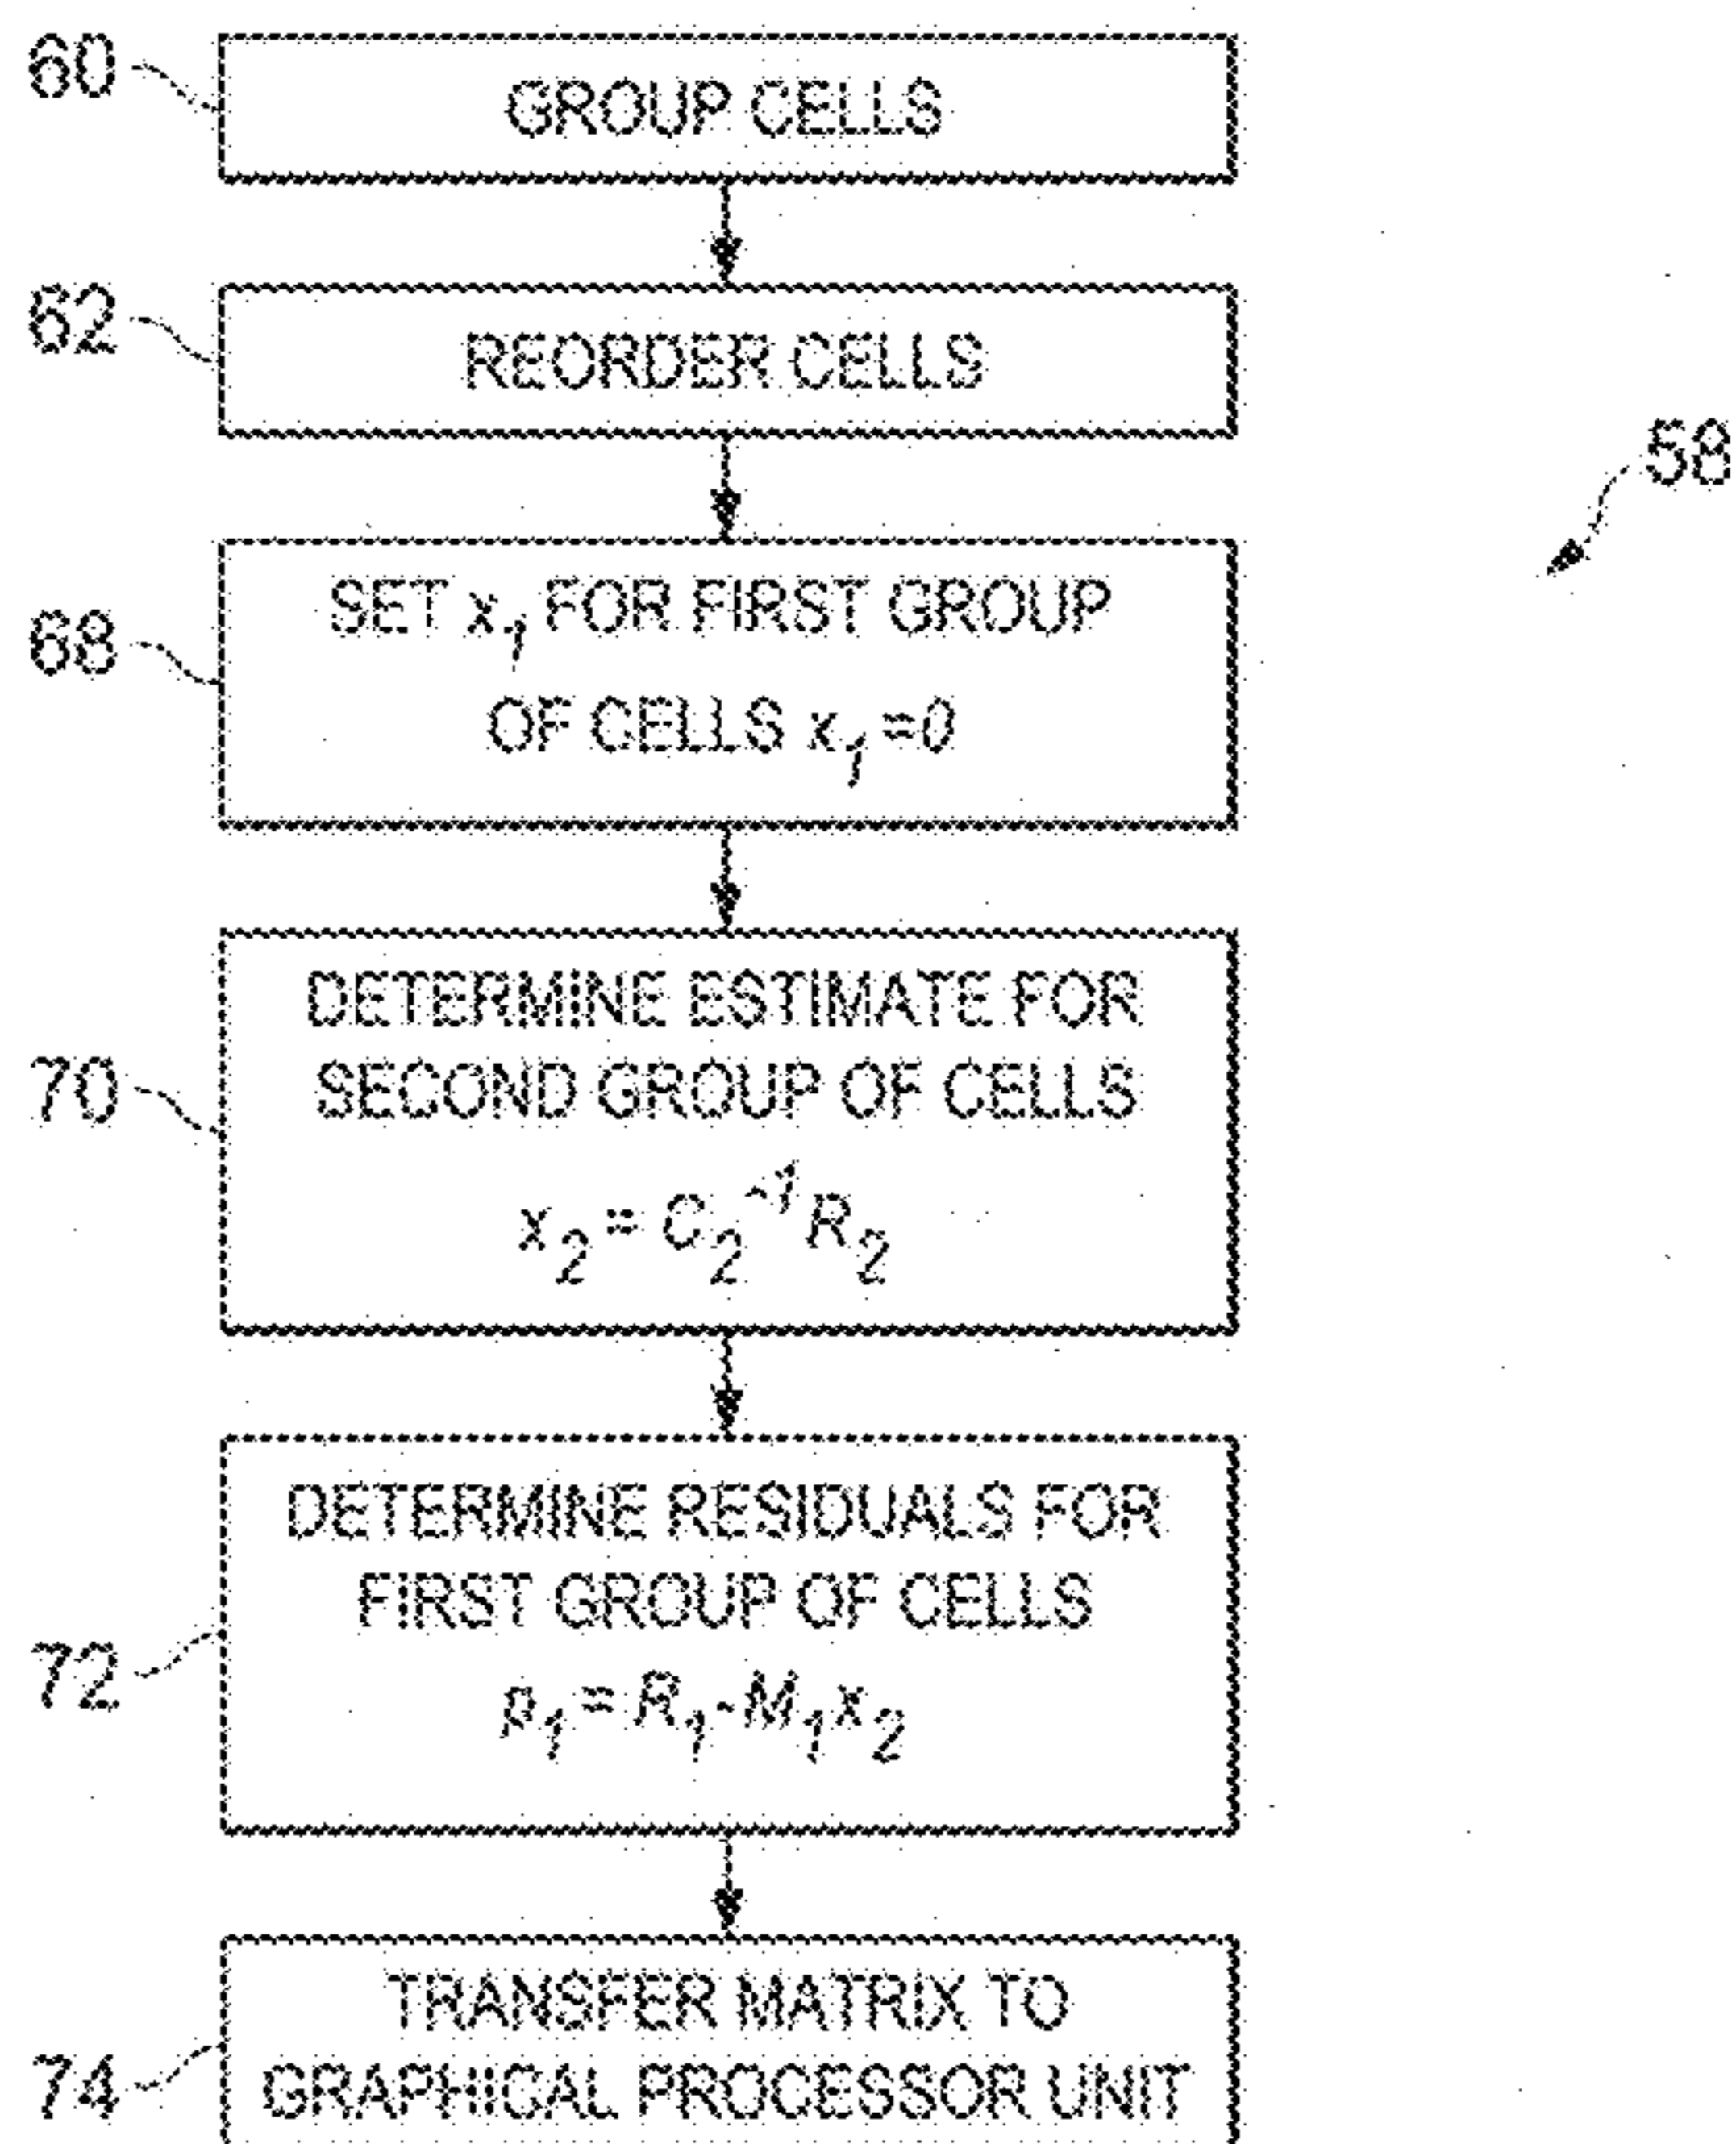 60
GROUP CELLS
62
REORDER CELLS
58
68
SET x₁ FOR FIRST GROUP
OF CELLS x₁=0
DETERMINE ESTIMATE FOR
70
SECOND GROUP OF CELLS
x₂ = C₂⁻¹R₂
DETERMINE RESIDUALS FOR
FIRST GROUP OF CELLS
72
ρ₁ = R₁-M₁x₂
TRANSFER MATRIX TO
74
GRAPHICAL PROCESSOR UNIT